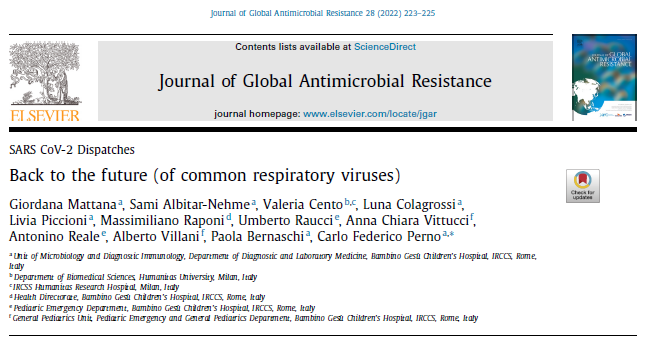 Journal of Global Antimicrobial Resistance 28 (2022) 223–225
Contents lists available at ScienceDirect
Journal of Global Antimicrobial Resistance
journal homepage: www.elsevier.com/locate/jgar
ELSEVIER
JOURNAL OF GLOBAL
ANTIMICROBIAL
RESISTANCE
SARS CoV-2 Dispatches
Back to the future (of common respiratory viruses)
Check for
updates
Giordana Mattana a, Sami Albitar-Nehme a, Valeria Cento b,c, Luna Colagrossi a,
Livia Piccioni a, Massimiliano Raponi d, Umberto Raucci e, Anna Chiara Vittucci f,
Antonino Reale e, Alberto Villani f, Paola Bernaschi a, Carlo Federico Perno a,∗
a Units of Microbiology and Diagnostic Immunology, Department of Diagnostic and Laboratory Medicine, Bambino Gesù Children's Hospital, IRCCS, Rome,
Italy
b Department of Biomedical Sciences, Humanitas University, Milan, Italy
c IRCSS Humanitas Research Hospital, Milan, Italy
d Health Directorate, Bambino Gesù Children's Hospital, IRCCS, Rome, Italy
e Pediatric Emergency Department, Bambino Gesù Children's Hospital, IRCCS, Rome, Italy
f General Pediatrics Unit, Pediatric Emergency and General Pediatrics Department, Bambino Gesù Children's Hospital, IRCCS, Rome, Italy